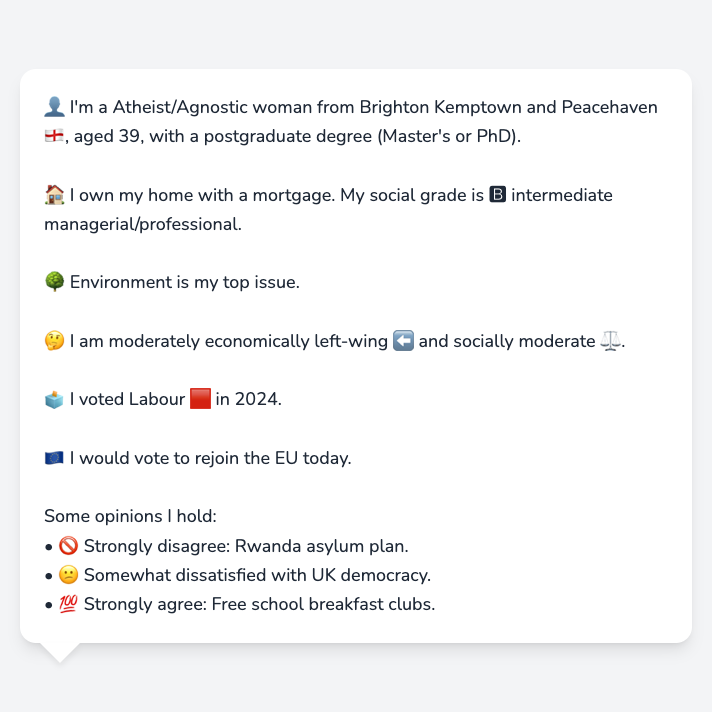 👤 I'm a Atheist/Agnostic woman from Brighton Kemptown and Peacehaven
🏴󠁧󠁢󠁥󠁮󠁧󠁿, aged 39, with a postgraduate degree (Master's or PhD).
🏠 I own my home with a mortgage. My social grade is 🅱 intermediate
managerial/professional.
🌳 Environment is my top issue.
🤔 I am moderately economically left-wing ⬅️ and socially moderate ⚖️.
🗳️ I voted Labour 🟥 in 2024.
🇪🇺 I would vote to rejoin the EU today.
Some opinions I hold:
• 🚫 Strongly disagree: Rwanda asylum plan.
• 😕 Somewhat dissatisfied with UK democracy.
• 💯 Strongly agree: Free school breakfast clubs.